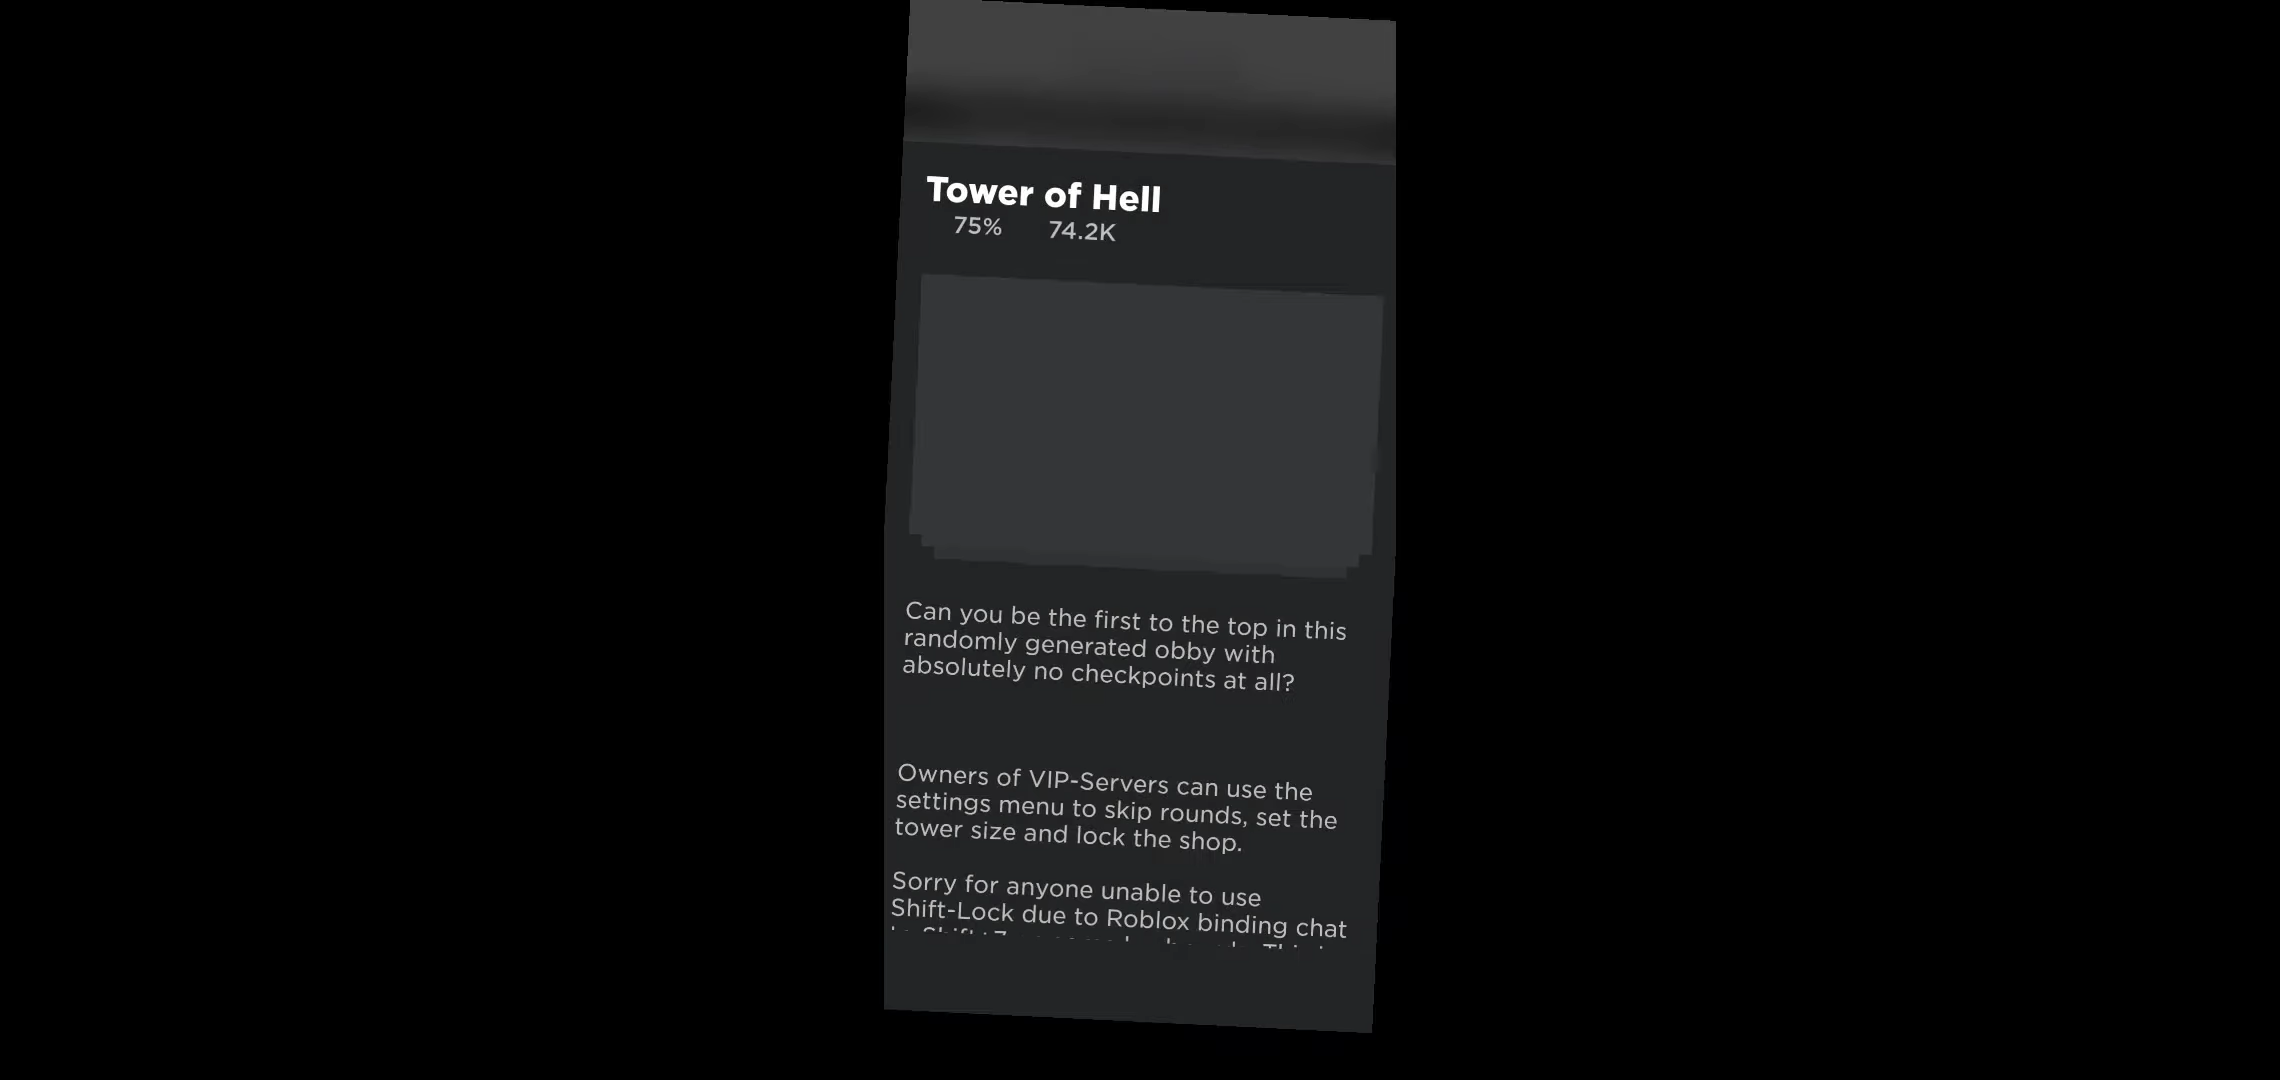 Tower of Hell
75% 74.2K
Can you be the first to the top in this
randomly generated obby with
absolutely no checkpoints at all?
Owners of VIP-Servers can use the
settings menu to skip rounds, set the
tower size and lock the shop.
Sorry for anyone unable to use
Shift-Lock due to Roblox binding chat